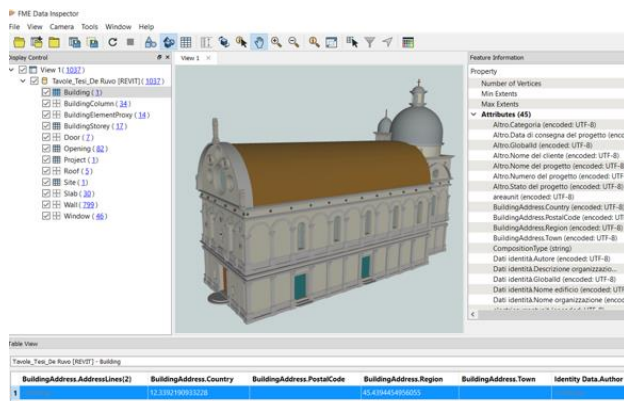 FME Data Inspector
File View Camera Tools Window Help
Display Control
View 1 (1037)
Tavole_Tesi_De Ruvo [REVIT] (1037)
Building (1)
BuildingColumn (34)
BuildingElementProxy (14)
BuildingStorey (17)
Door (7)
Opening (82)
Project (1)
Roof (5)
Site (1)
Slab (30)
Wall (799)
Window (46)
View 1
Feature Information
Property
Number of Vertices
Min Extents
Max Extents
Attributes (45)
Altro.Categoria (encoded: UTF-8)
Altro.Data di consegna del progetto (enco
Altro.GlobalId (encoded: UTF-8)
Altro.Nome del cliente (encoded: UTF-8)
Altro.Nome del progetto (encoded: UTF-8)
Altro.Numero del progetto (encoded: UTF-8)
Altro.Stato del progetto (encoded: UTF-8)
areaunit (encoded: UTF-8)
BuildingAddress.Country (encoded: UTF-8)
BuildingAddress.PostalCode (encoded: UTF
BuildingAddress.Region (encoded: UTF-8)
BuildingAddress.Town (encoded: UTF-8)
CompositionType (string)
Dati identità.Autore (encoded: UTF-8)
Dati identità.Descrizione organizzazio...
Dati identità.GlobalId (encoded: UTF-8)
Dati identità.Nome edificio (encoded: UTF-8)
Dati identità.Nome organizzazione (encod
Table View
Tavole_Tesi_De Ruvo [REVIT] - Building
BuildingAddress.AddressLines(2) BuildingAddress.Country BuildingAddress.PostalCode BuildingAddress.Region BuildingAddress.Town Identity Data.Author
1 12.3392190933228 45.4394454956055